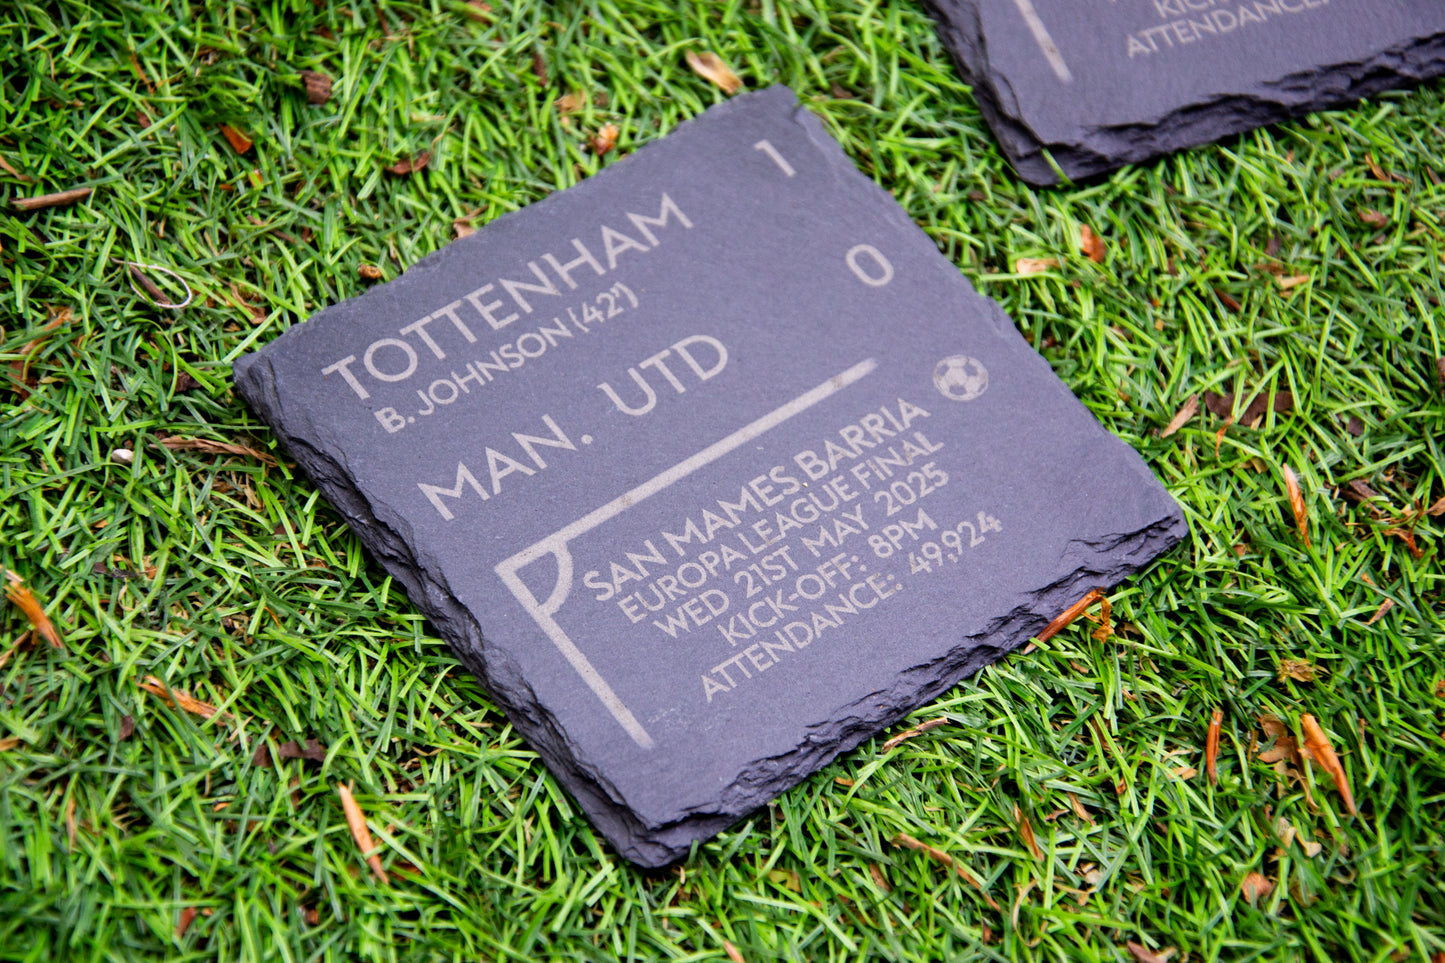 TOTTENHAM 1
B. JOHNSON (42')
MAN. UTD 0
SAN MAMES, BARRIA
EUROPA LEAGUE FINAL
WED 21ST MAY 2025
KICK-OFF: 8PM
ATTENDANCE: 49,924
ATTENDANCE: